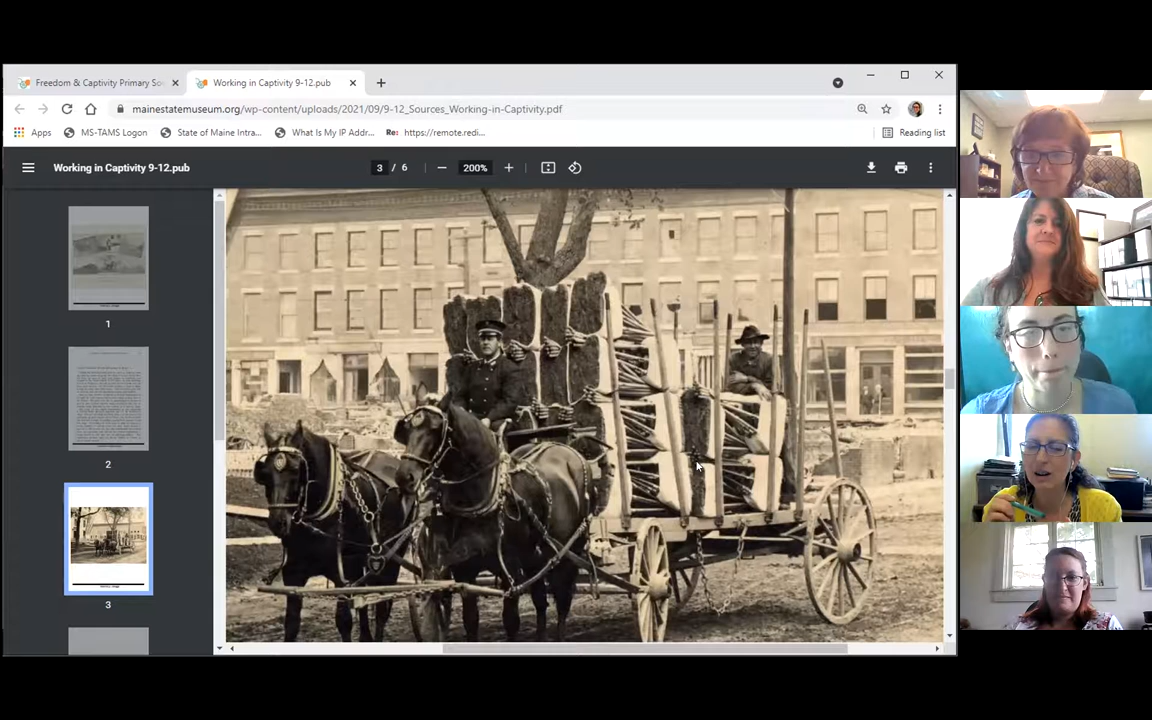 Freedom & Captivity Primary So
Working in Captivity 9-12.pub
mainestatemuseum.org/wp-content/uploads/2021/09/9-12_Sources_Working-in-Captivity.pdf
Apps MS-TAMS Logon State of Maine Intra... What Is My IP Addr... Re: https://remote.redi... Reading list
Working in Captivity 9-12.pub 3 / 6 200%
1
2
3